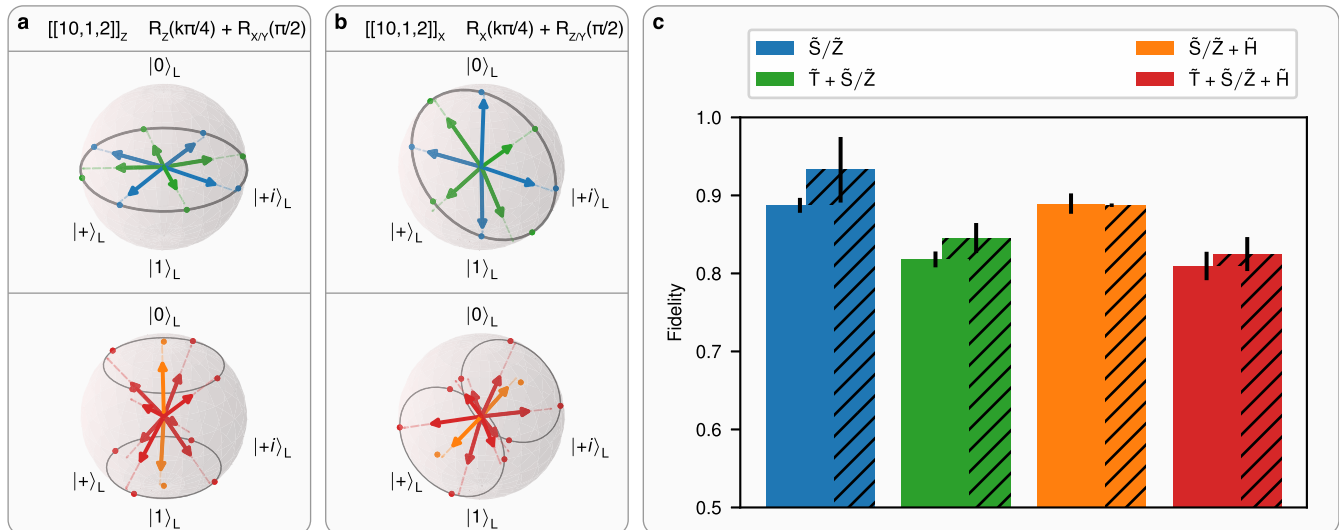 a [[10,1,2]]Z RZ(kπ/4) + RX/Y(π/2)
|0⟩L
|+i⟩L
|+⟩L
|1⟩L
|0⟩L
|+i⟩L
|+⟩L
|1⟩L
b [[10,1,2]]X RX(kπ/4) + RZ/Y(π/2)
|0⟩L
|+i⟩L
|+⟩L
|1⟩L
|0⟩L
|+i⟩L
|+⟩L
|1⟩L
c
S̃/Z̃
T̃ + S̃/Z̃
S̃/Z̃ + H̃
T̃ + S̃/Z̃ + H̃
Fidelity
1.0
0.9
0.8
0.7
0.6
0.5